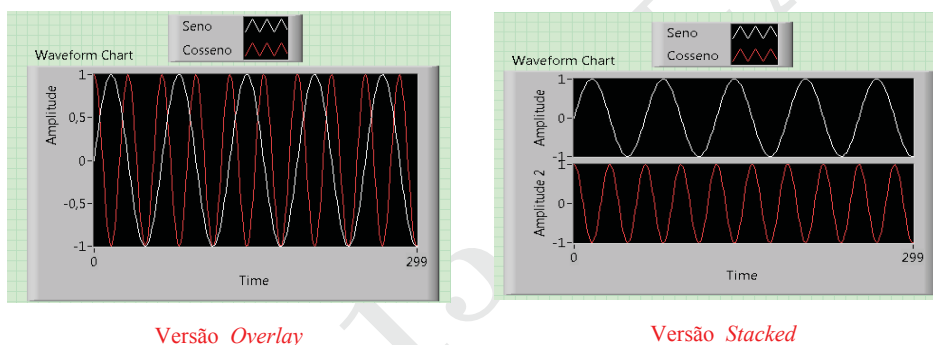 Seno
Cosseno
Waveform Chart
Amplitude
1
0,5
0
-0,5
-1
0
299
Time
Versão Overlay
Seno
Cosseno
Waveform Chart
Amplitude
1
0
-1
Amplitude 2
1
0
-1
0
299
Time
Versão Stacked